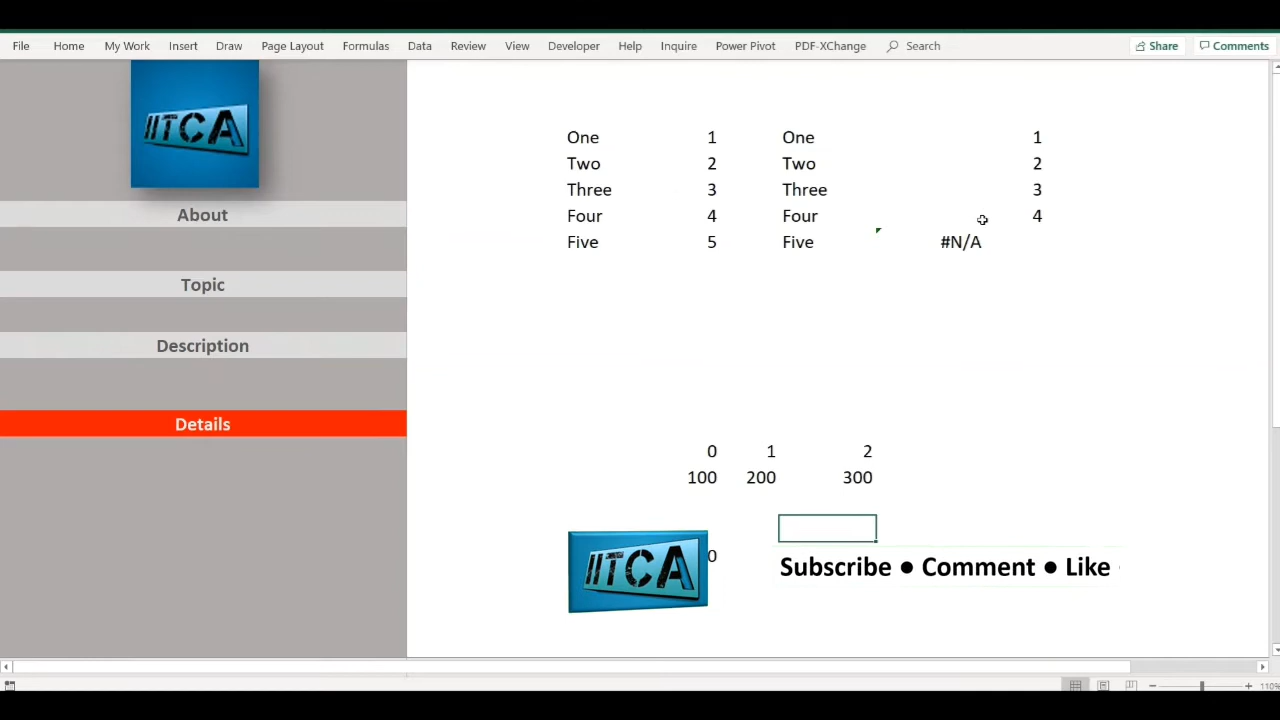 File Home My Work Insert Draw Page Layout Formulas Data Review View Developer Help Inquire Power Pivot PDF-XChange Search Share Comments
IITCA
About
Topic
Description
Details
One 1 One 1
Two 2 Two 2
Three 3 Three 3
Four 4 Four 4
Five 5 Five #N/A
0 1 2
100 200 300
IITCA 0
Subscribe ● Comment ● Like
110%